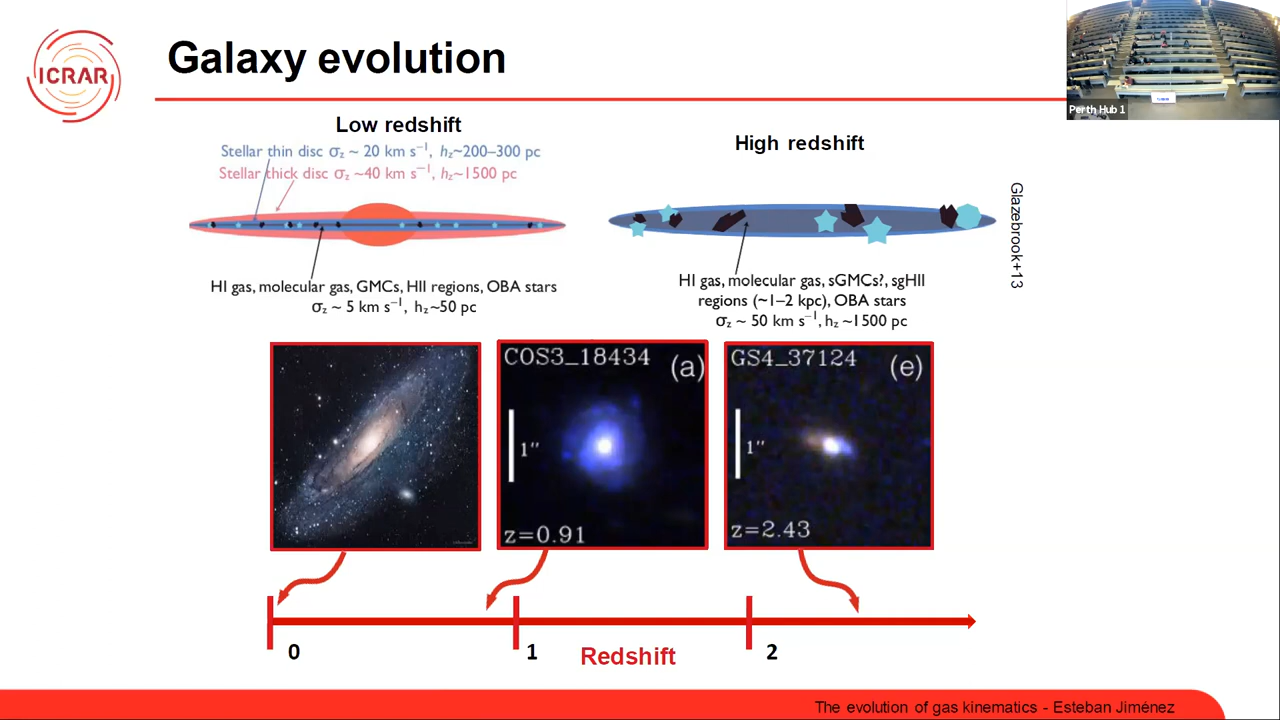 ICRAR
Galaxy evolution
Perth Hub 1
Low redshift
Stellar thin disc σz ~ 20 km s⁻¹, hz~200–300 pc
Stellar thick disc σz ~40 km s⁻¹, hz~1500 pc
HI gas, molecular gas, GMCs, HII regions, OBA stars
σz ~ 5 km s⁻¹, hz~50 pc
High redshift
HI gas, molecular gas, sGMCs?, sgHII
regions (~1–2 kpc), OBA stars
σz ~ 50 km s⁻¹, hz ~1500 pc
Glazebrook+13
COS3_18434 (a)
1″
z=0.91
GS4_37124 (e)
1″
z=2.43
0
1
2
Redshift
The evolution of gas kinematics - Esteban Jiménez